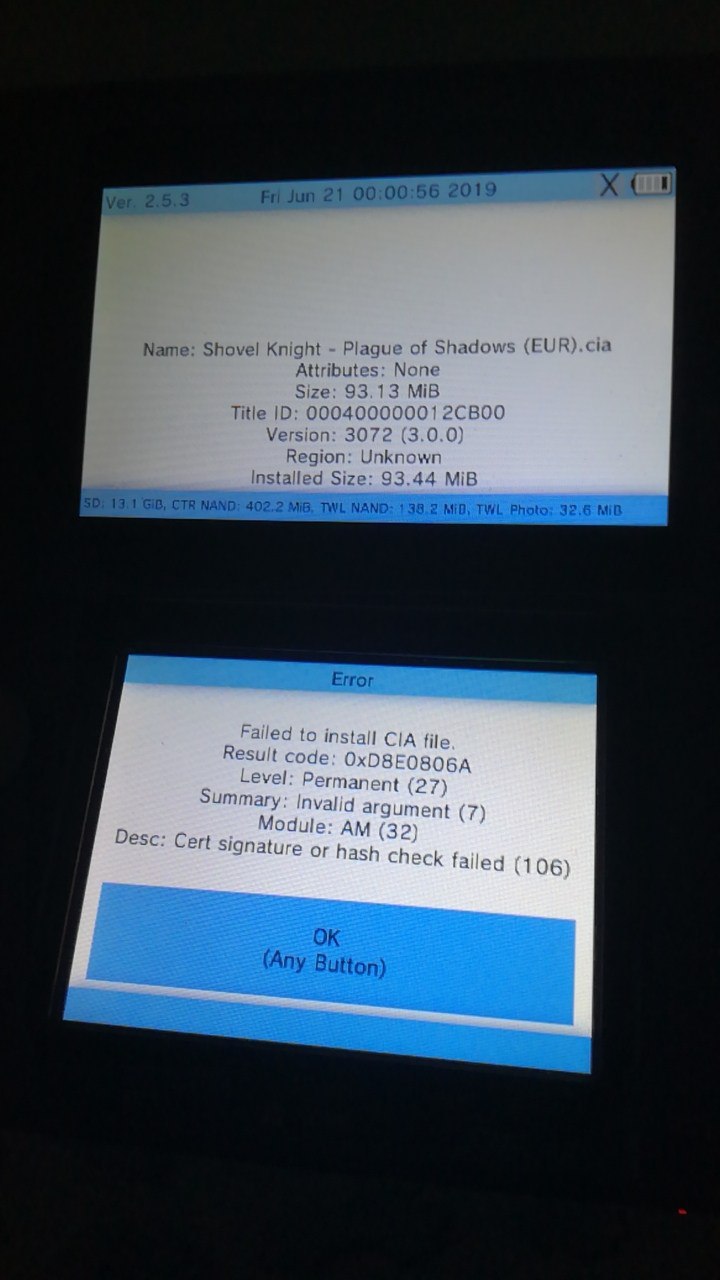 Ver. 2.5.3 Fri Jun 21 00:00:56 2019
Name: Shovel Knight - Plague of Shadows (EUR).cia
Attributes: None
Size: 93.13 MiB
Title ID: 000400000012CB00
Version: 3072 (3.0.0)
Region: Unknown
Installed Size: 93.44 MiB
SD: 13.1 GiB, CTR NAND: 402.2 MiB, TWL NAND: 138.2 MiB, TWL Photo: 32.6 MiB
Error
Failed to install CIA file.
Result code: 0xD8E0806A
Level: Permanent (27)
Summary: Invalid argument (7)
Module: AM (32)
Desc: Cert signature or hash check failed (106)
OK
(Any Button)